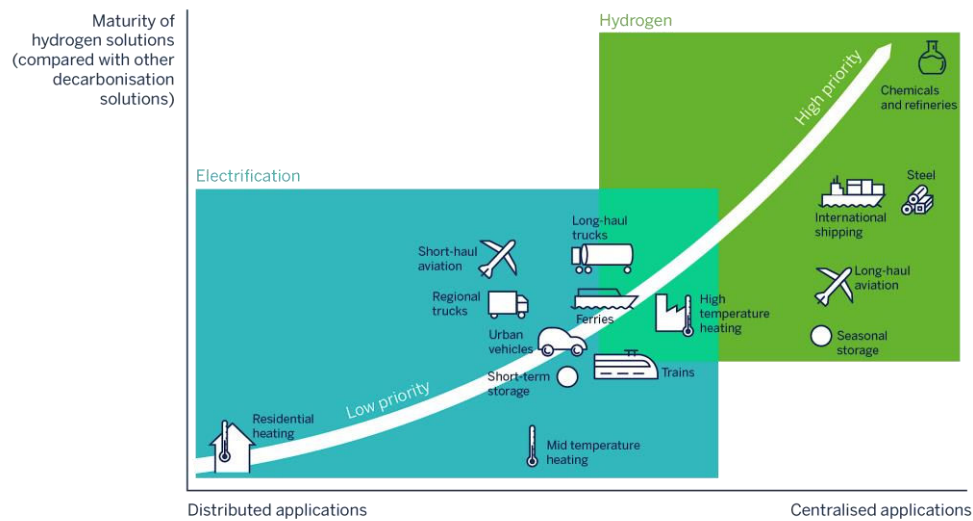 Maturity of
hydrogen solutions
(compared with other
decarbonisation
solutions)
Hydrogen
High priority
Chemicals
and refineries
Electrification
Steel
International
shipping
Long-haul
trucks
Short-haul
aviation
Long-haul
aviation
Regional
trucks
High
temperature
heating
Ferries
Urban
vehicles
Seasonal
storage
Trains
Short-term
storage
Low priority
Residential
heating
Mid temperature
heating
Distributed applications
Centralised applications